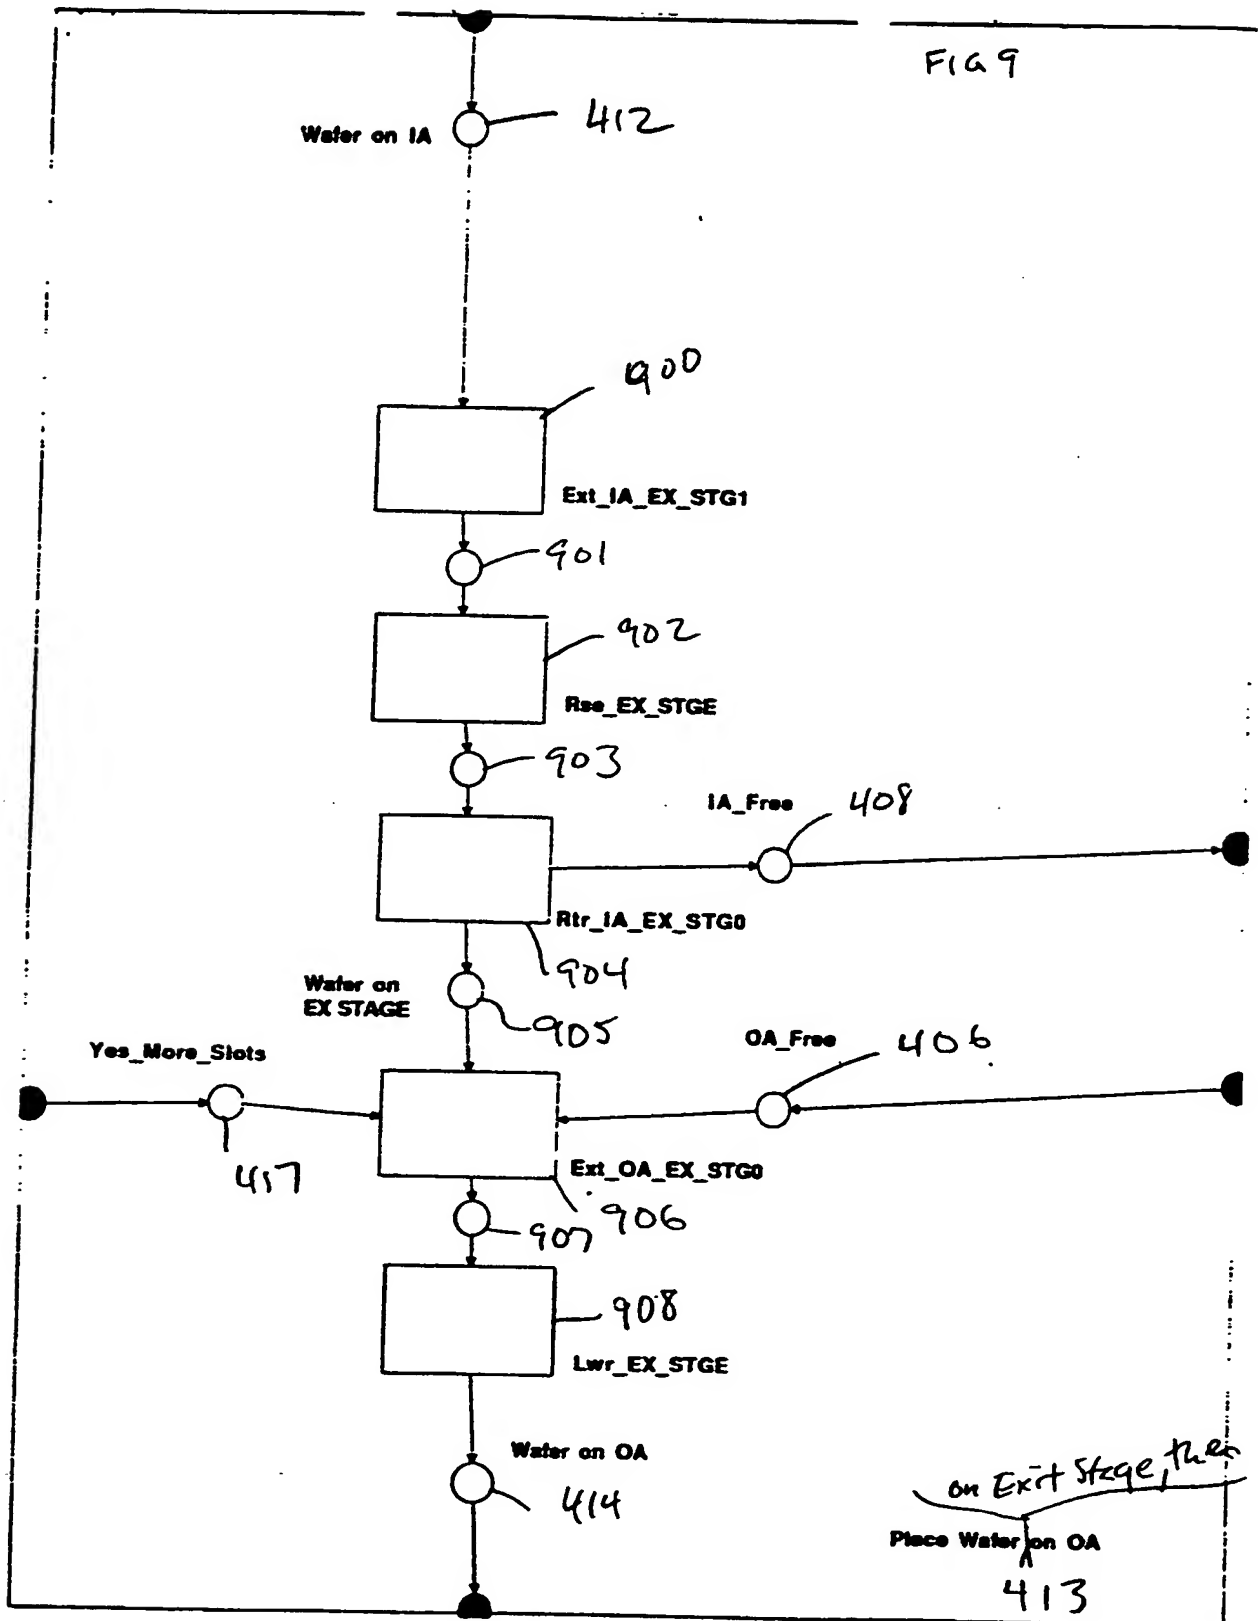 FIG 9
412
Wafer on IA
900
Ext_IA_EX_STG1
901
902
Rse_EX_STGE
903
IA_Free
408
Rtr_IA_EX_STG0
904
Wafer on
EX STAGE
905
Yes_More_Slots
OA_Free
406
417
Ext_OA_EX_STG0
906
907
908
Lwr_EX_STGE
Wafer on OA
414
on Exit Stage, then
Place Wafer on OA
413